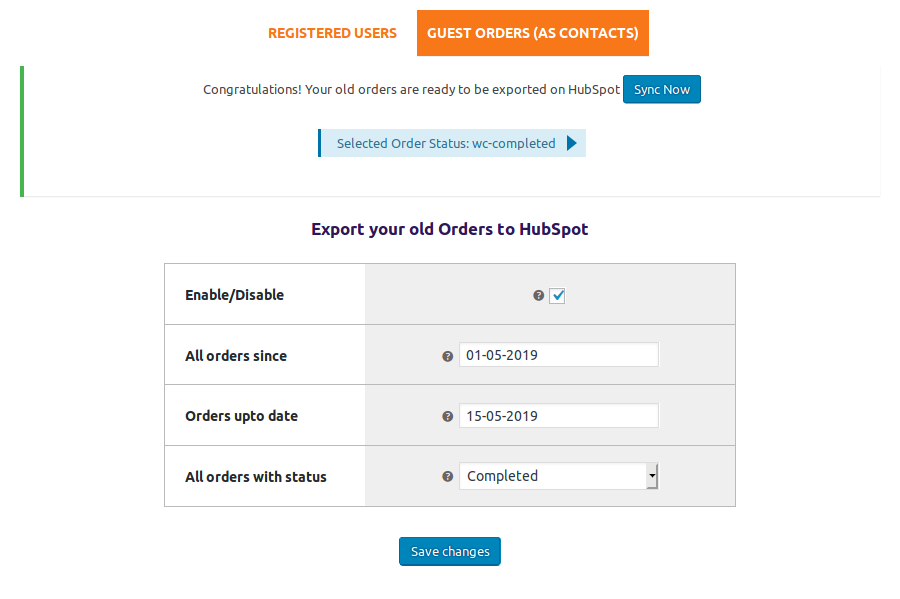 REGISTERED USERS GUEST ORDERS (AS CONTACTS)
Congratulations! Your old orders are ready to be exported on HubSpot Sync Now
Selected Order Status: wc-completed
Export your old Orders to HubSpot
Enable/Disable ?
All orders since ? 01-05-2019
Orders upto date ? 15-05-2019
All orders with status ? Completed
Save changes